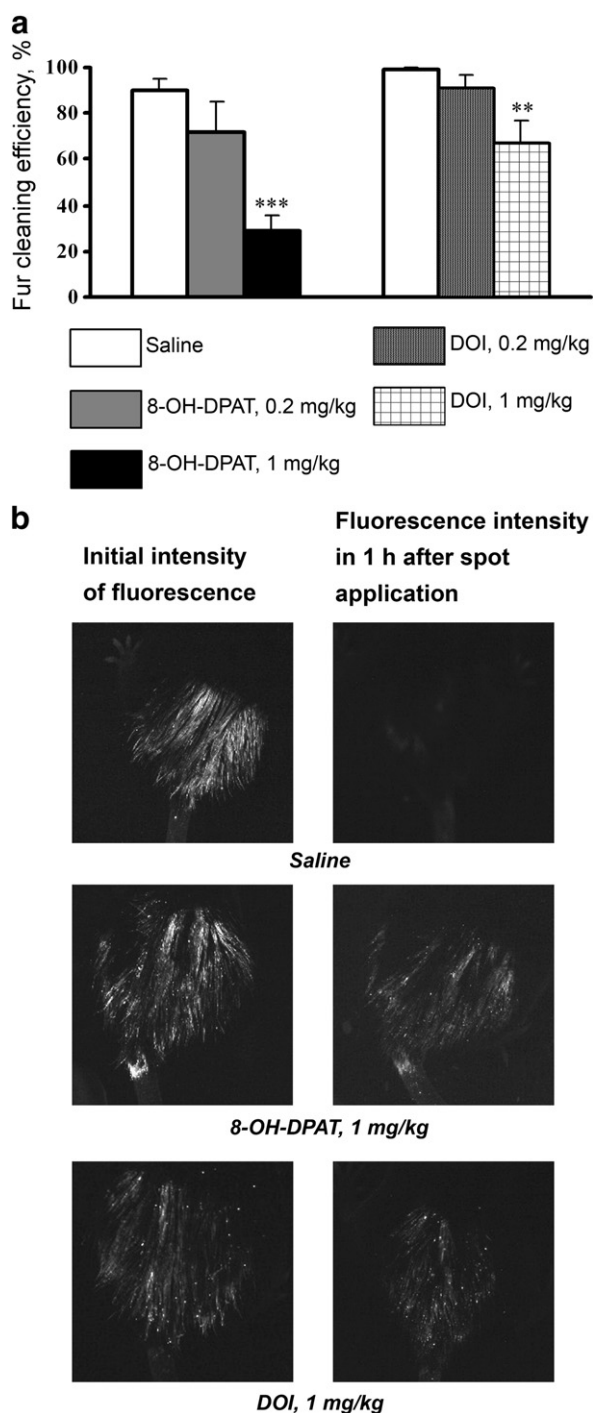 a
Fur cleaning efficiency, %
100
80
60
40
20
0
***
**
Saline
8-OH-DPAT, 0.2 mg/kg
8-OH-DPAT, 1 mg/kg
DOI, 0.2 mg/kg
DOI, 1 mg/kg
b
Initial intensity
of fluorescence
Fluorescence intensity
in 1 h after spot
application
Saline
8-OH-DPAT, 1 mg/kg
DOI, 1 mg/kg